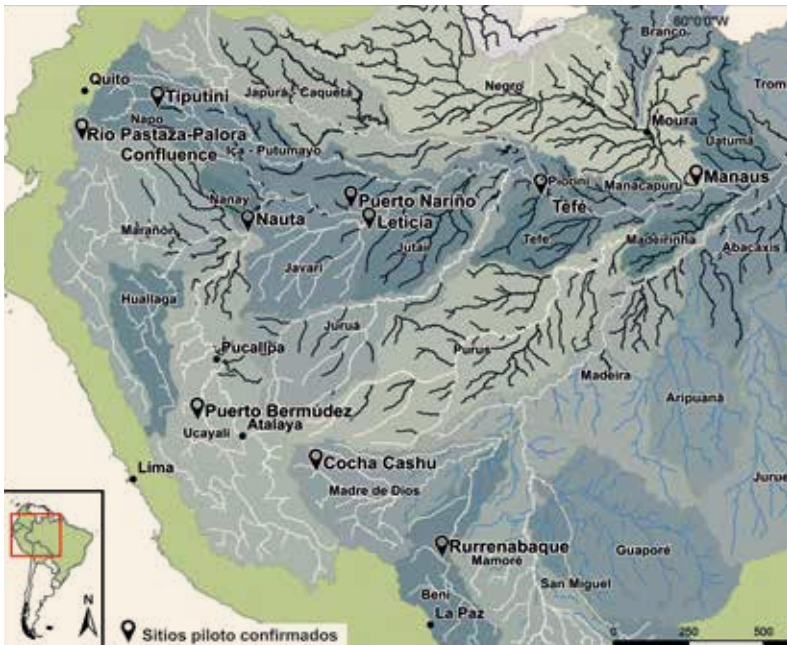 Branco
60°0'0"W
Quito
Tiputini
Napo
Japurá - Caquetá
Negro
Trom
Río Pastaza-Palora
Confluence
Moura
Uatumã
Içá - Putumayo
Manaus
Piorini
Manacapuru
Puerto Nariño
Nanay
Nauta
Leticia
Tefé
Jutaí
Tefé
Madeirinha
Abacaxis
Marañón
Javari
Huallaga
Juruá
Pucallpa
Purus
Madeira
Aripuanã
Puerto Bermúdez
Ucayali
Atalaya
Lima
Cocha Cashu
Madre de Dios
Jurue
Rurrenabaque
Mamoré
Guaporé
San Miguel
Beni
La Paz
N
Sitios piloto confirmados
0 250 500